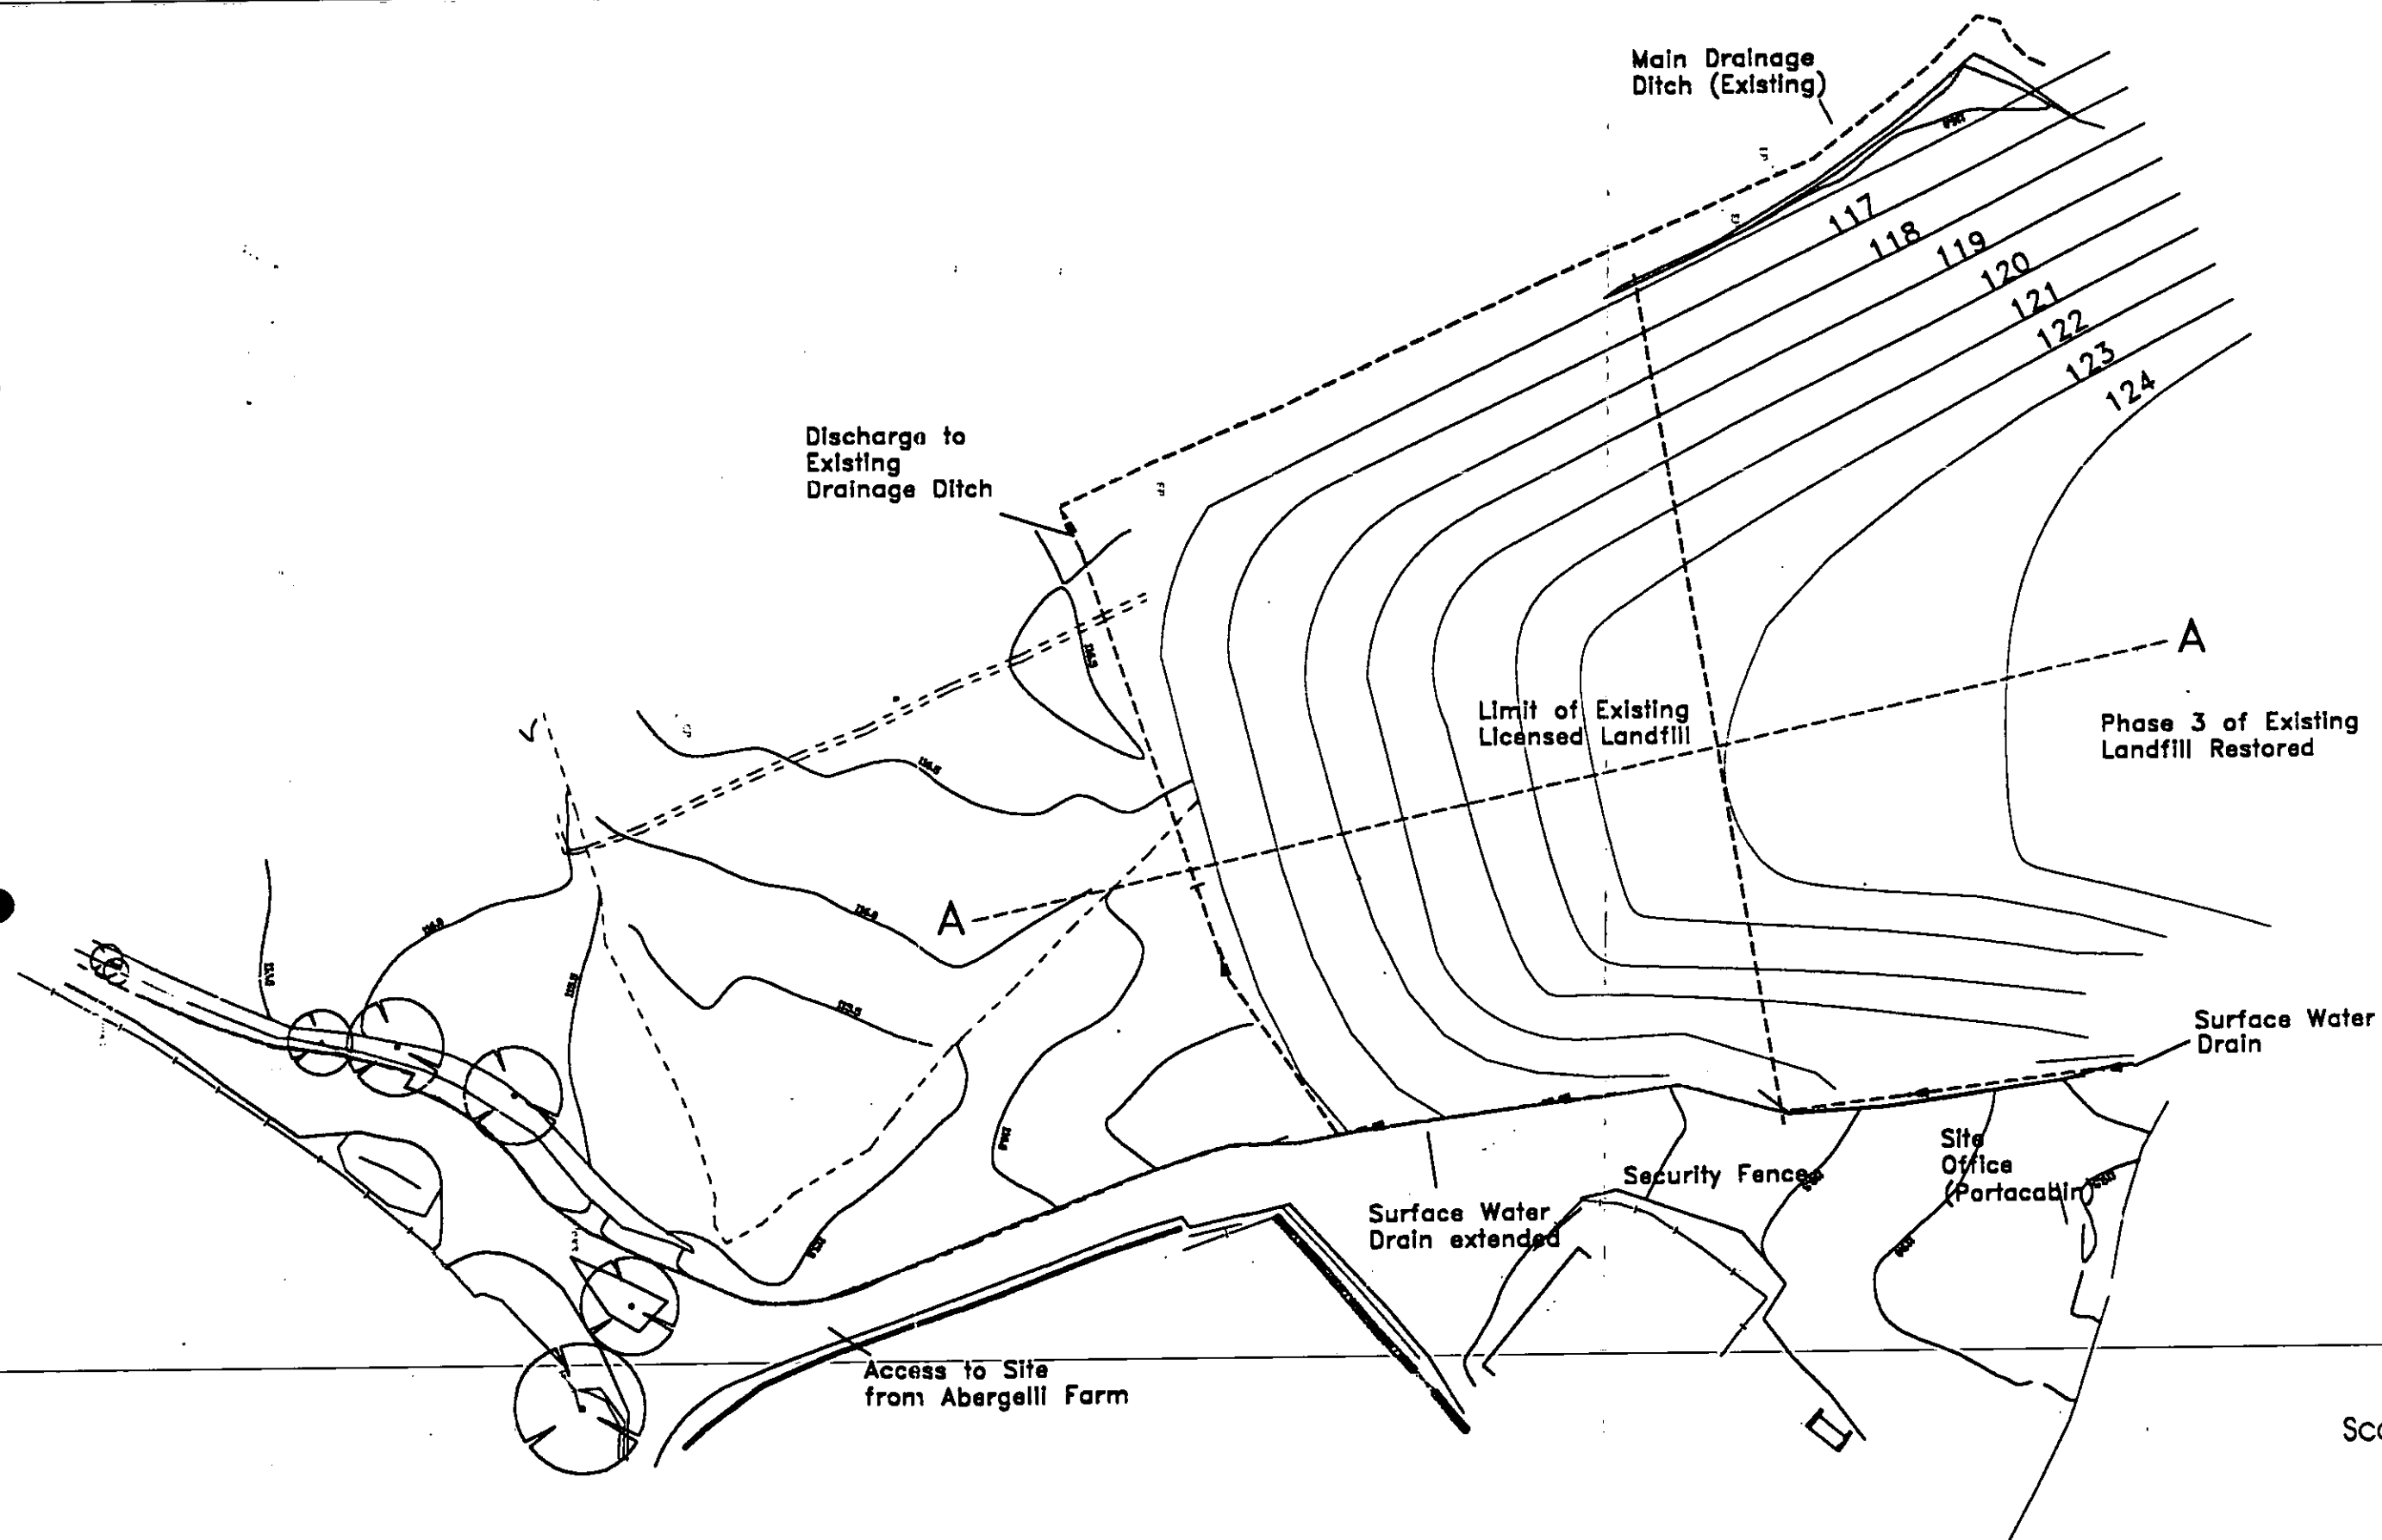 Main Drainage
Ditch (Existing)
117
118
119
120
121
122
123
124
Discharge to
Existing
Drainage Ditch
A
Limit of Existing
Licensed Landfill
Phase 3 of Existing
Landfill Restored
A
Surface Water
Drain
Site
Office
(Portacabin)
Security Fence
Surface Water
Drain extended
Access to Site
from Abergelli Farm